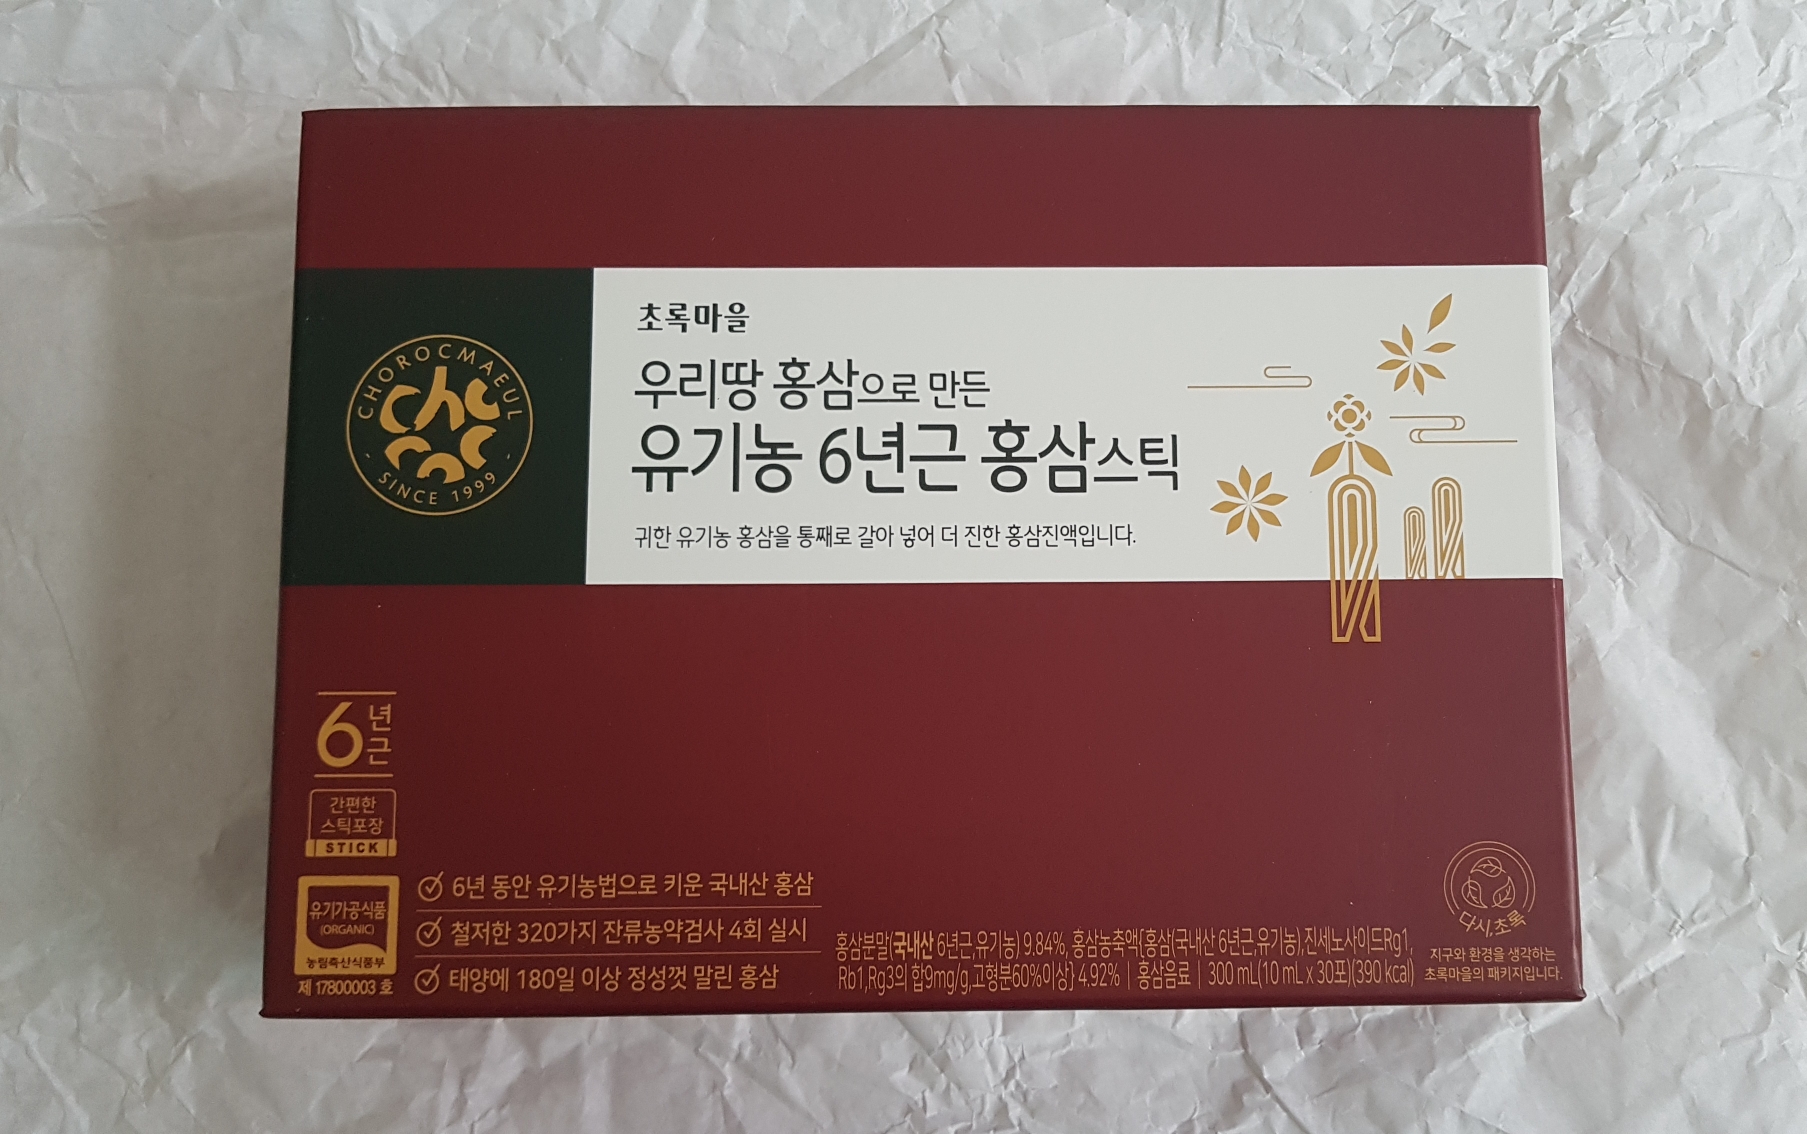 CHOROCMAEUL
choroc
- SINCE 1999 -
초록마을
우리땅 홍삼으로 만든
유기농 6년근 홍삼스틱
귀한 유기농 홍삼을 통째로 갈아 넣어 더 진한 홍삼진액입니다.
6년근
간편한
스틱포장
STICK
유기가공식품
(ORGANIC)
농림축산식품부
제 17800003 호
6년 동안 유기농법으로 키운 국내산 홍삼
철저한 320가지 잔류농약검사 4회 실시
태양에 180일 이상 정성껏 말린 홍삼
홍삼분말(국내산 6년근,유기농) 9.84%, 홍삼농축액{홍삼(국내산 6년근,유기농),진세노사이드Rg1,
Rb1,Rg3의 합9mg/g,고형분60%이상} 4.92% | 홍삼음료 | 300 mL(10 mL x 30포)(390 kcal)
다시,초록
지구와 환경을 생각하는
초록마을의 패키지입니다.